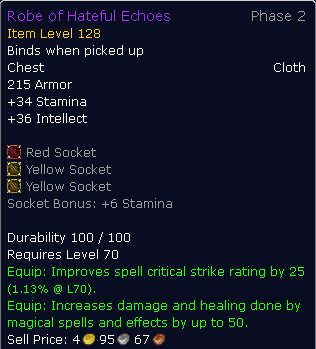 Robe of Hateful Echoes Phase 2
Item Level 128
Binds when picked up
Chest Cloth
215 Armor
+34 Stamina
+36 Intellect
Red Socket
Yellow Socket
Yellow Socket
Socket Bonus: +6 Stamina
Durability 100 / 100
Requires Level 70
Equip: Improves spell critical strike rating by 25
(1.13% @ L70).
Equip: Increases damage and healing done by
magical spells and effects by up to 50.
Sell Price: 4 95 67